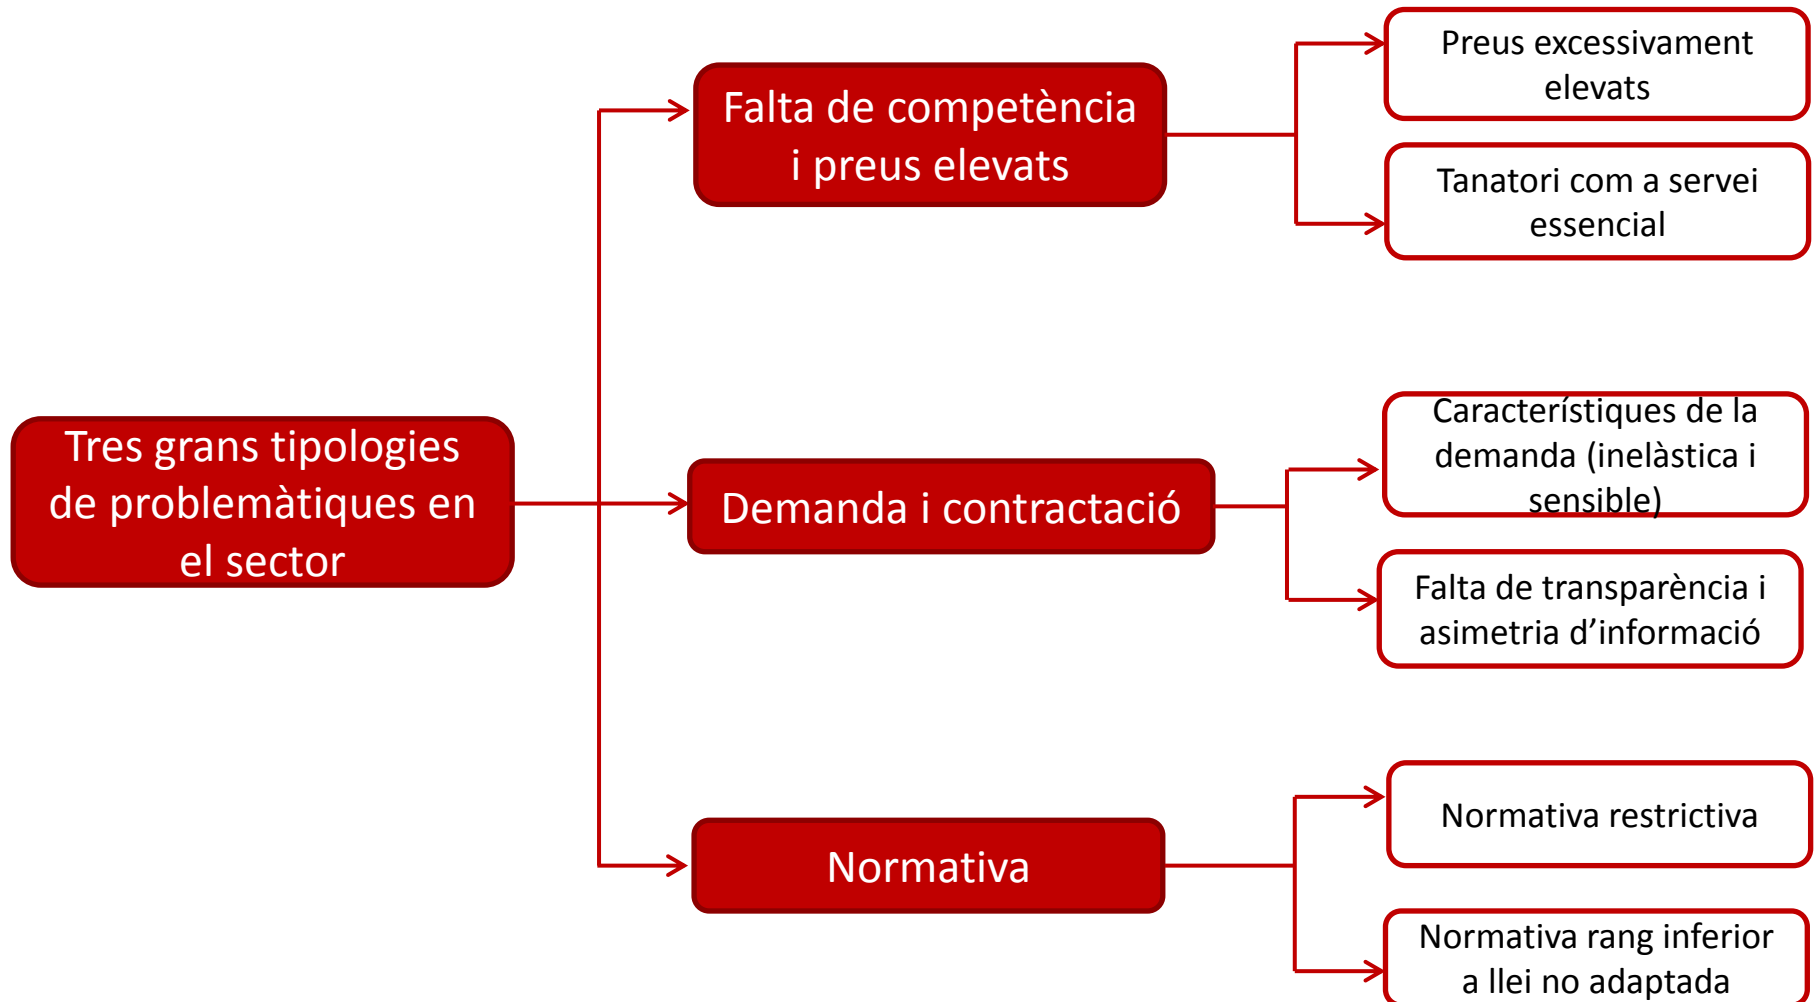 Tres grans tipologies
de problemàtiques en
el sector
Falta de competència
i preus elevats
Preus excessivament
elevats
Tanatori com a servei
essencial
Demanda i contractació
Característiques de la
demanda (inelàstica i
sensible)
Falta de transparència i
asimetria d’informació
Normativa
Normativa restrictiva
Normativa rang inferior
a llei no adaptada